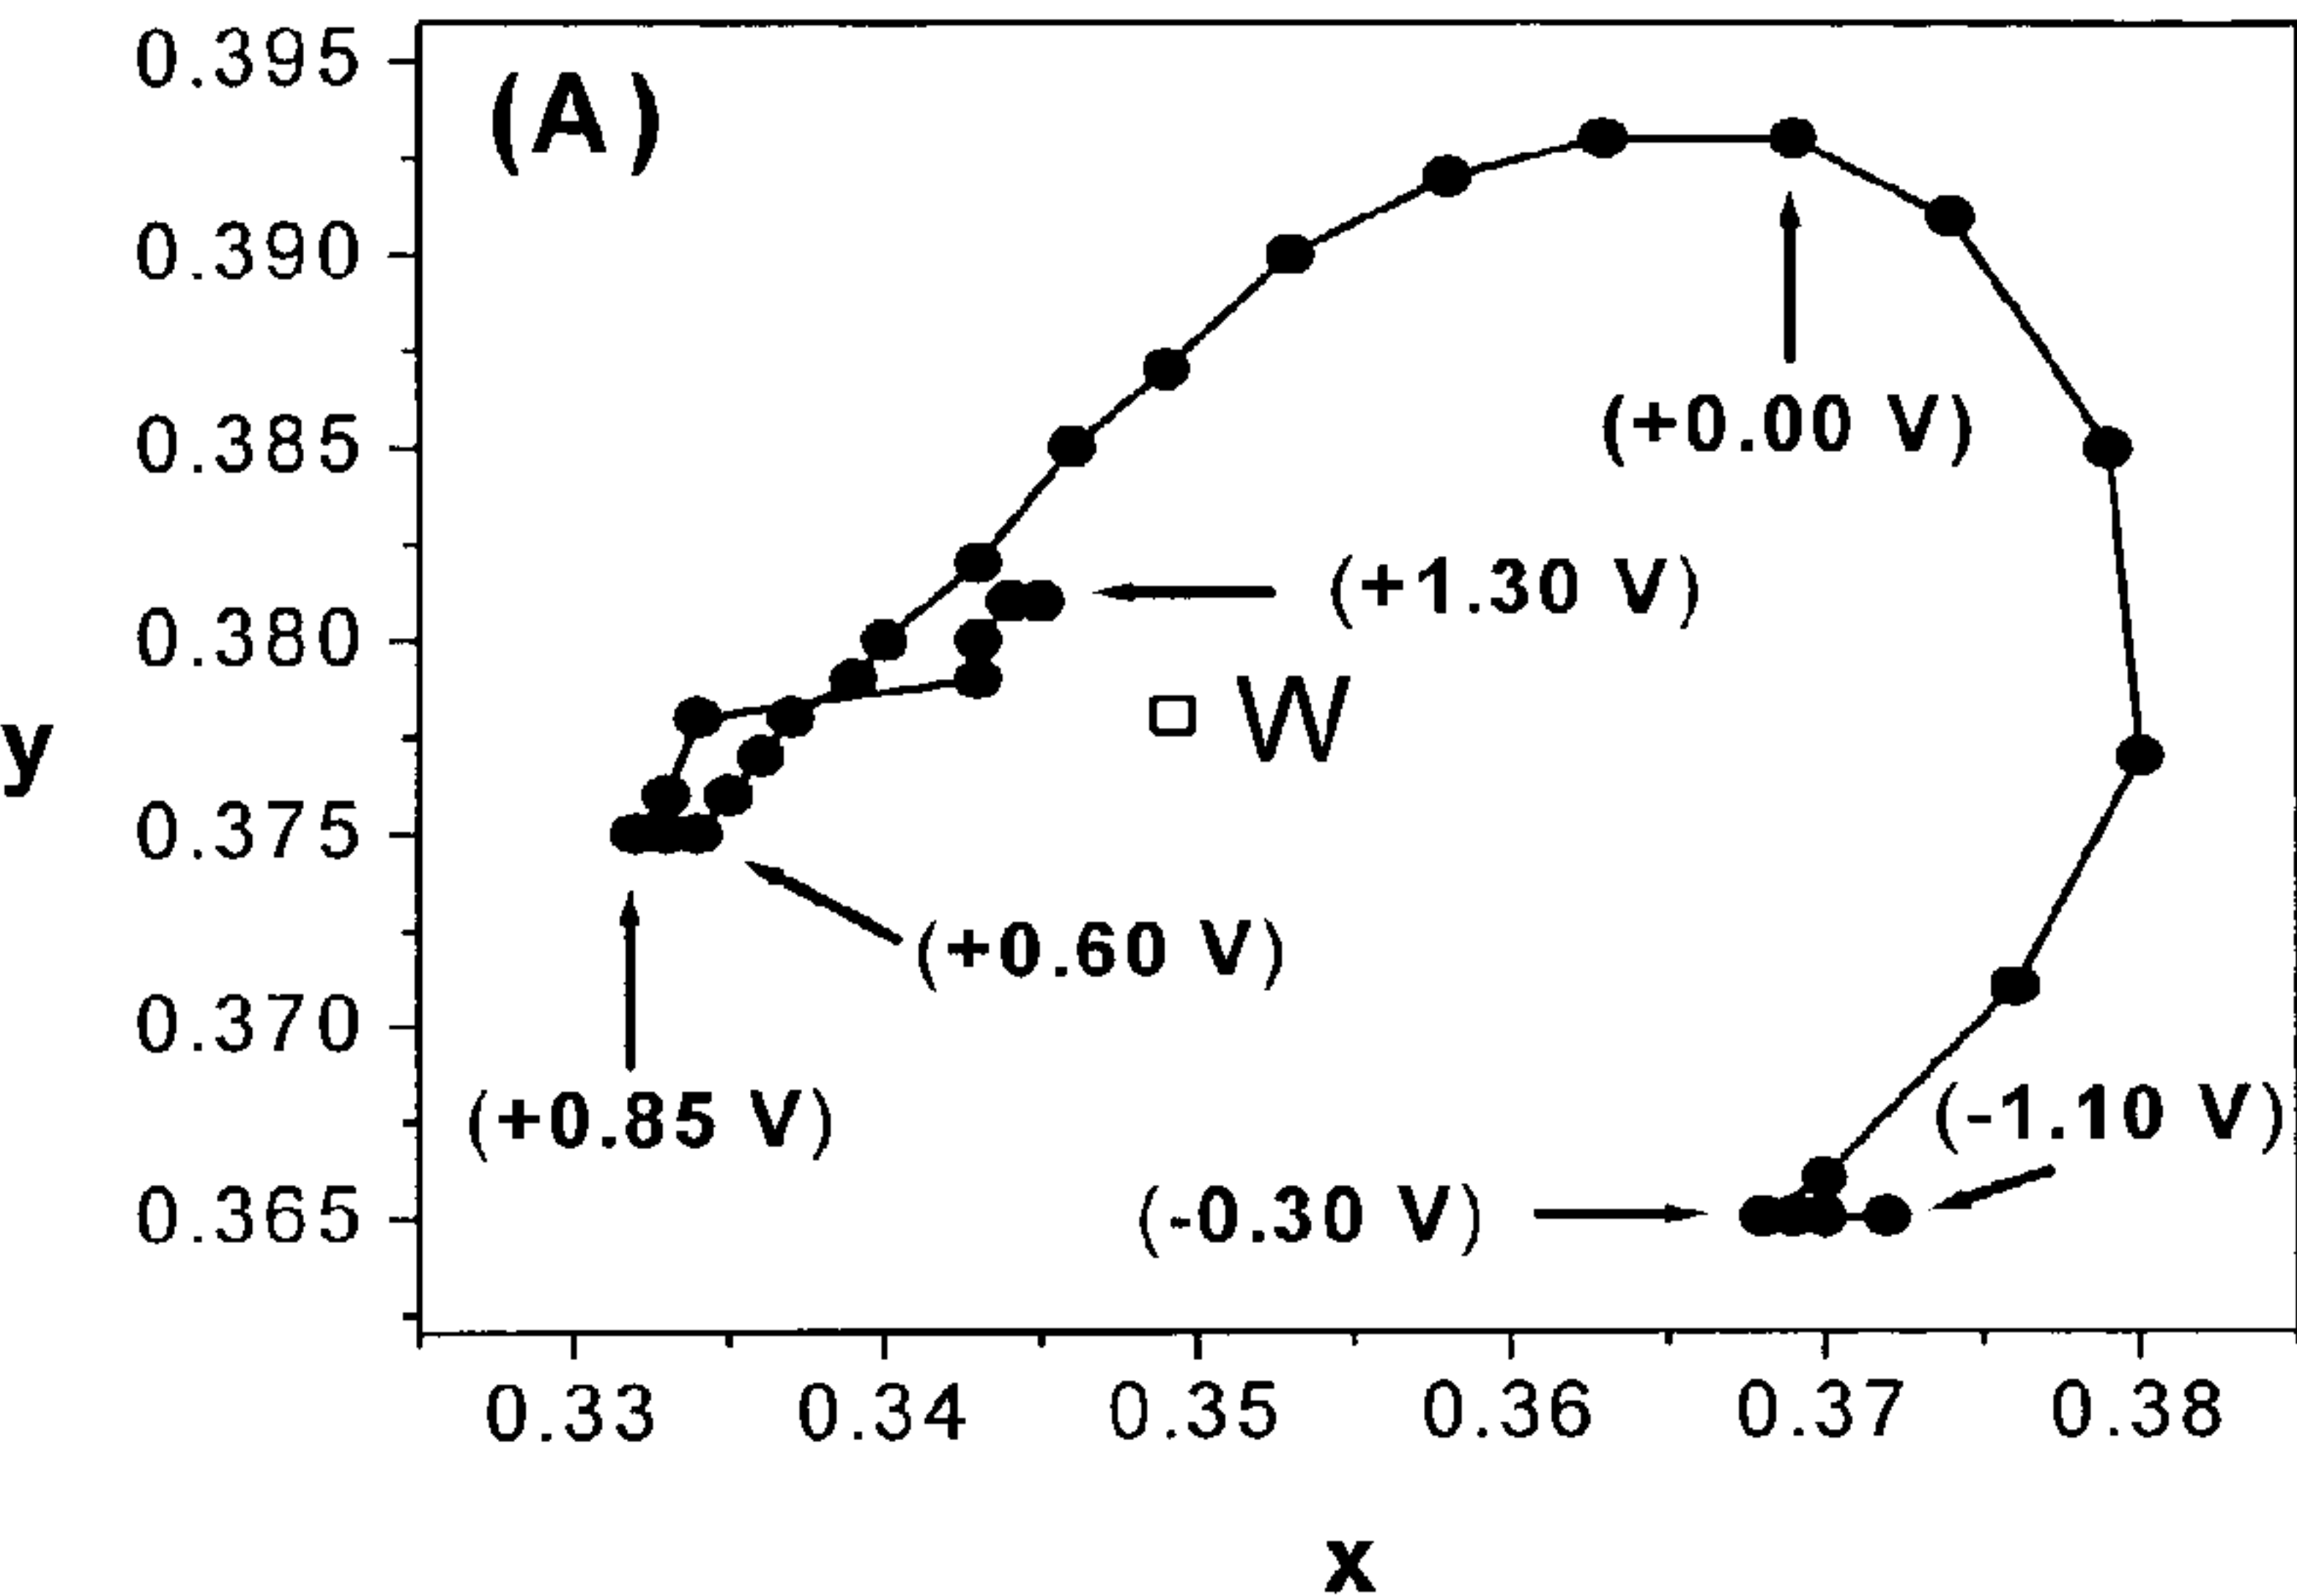 (A)
0.395
0.390
0.385
0.380
0.375
0.370
0.365
y
(+0.00 V)
(+1.30 V)
W
(+0.60 V)
(+0.85 V)
(-1.10 V)
(-0.30 V)
0.33 0.34 0.35 0.36 0.37 0.38
x